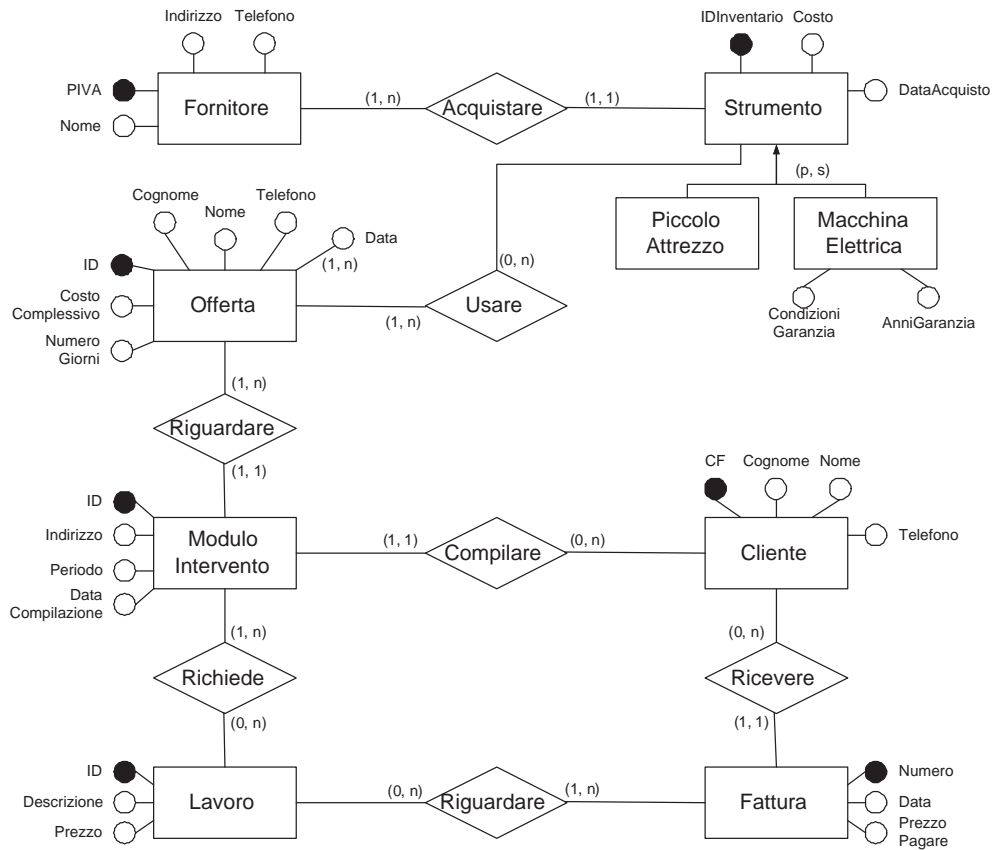 Indirizzo Telefono
IDInventario Costo
PIVA
Nome
Fornitore
(1, n)
Acquistare
(1, 1)
Strumento
DataAcquisto
(p, s)
Piccolo
Attrezzo
Macchina
Elettrica
Condizioni
Garanzia
AnniGaranzia
Cognome
Nome
Telefono
Data
(1, n)
ID
Costo
Complessivo
Numero
Giorni
Offerta
(1, n)
Usare
(0, n)
(1, n)
Riguardare
(1, 1)
ID
Indirizzo
Periodo
Data
Compilazione
Modulo
Intervento
(1, 1)
Compilare
(0, n)
CF Cognome Nome
Cliente
Telefono
(1, n)
Richiede
(0, n)
(0, n)
Ricevere
(1, 1)
ID
Descrizione
Prezzo
Lavoro
(0, n)
Riguardare
(1, n)
Fattura
Numero
Data
Prezzo
Pagare